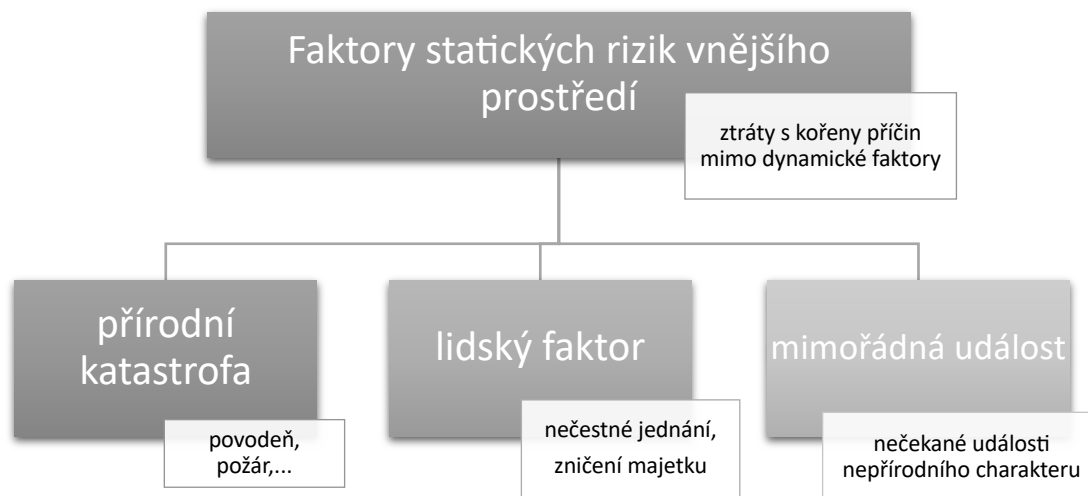 Faktory statických rizik vnějšího
prostředí
ztráty s kořeny příčin
mimo dynamické faktory
přírodní
katastrofa
povodeň,
požár,...
lidský faktor
nečestné jednání,
zničení majetku
mimořádná událost
nečekané události
nepřírodního charakteru